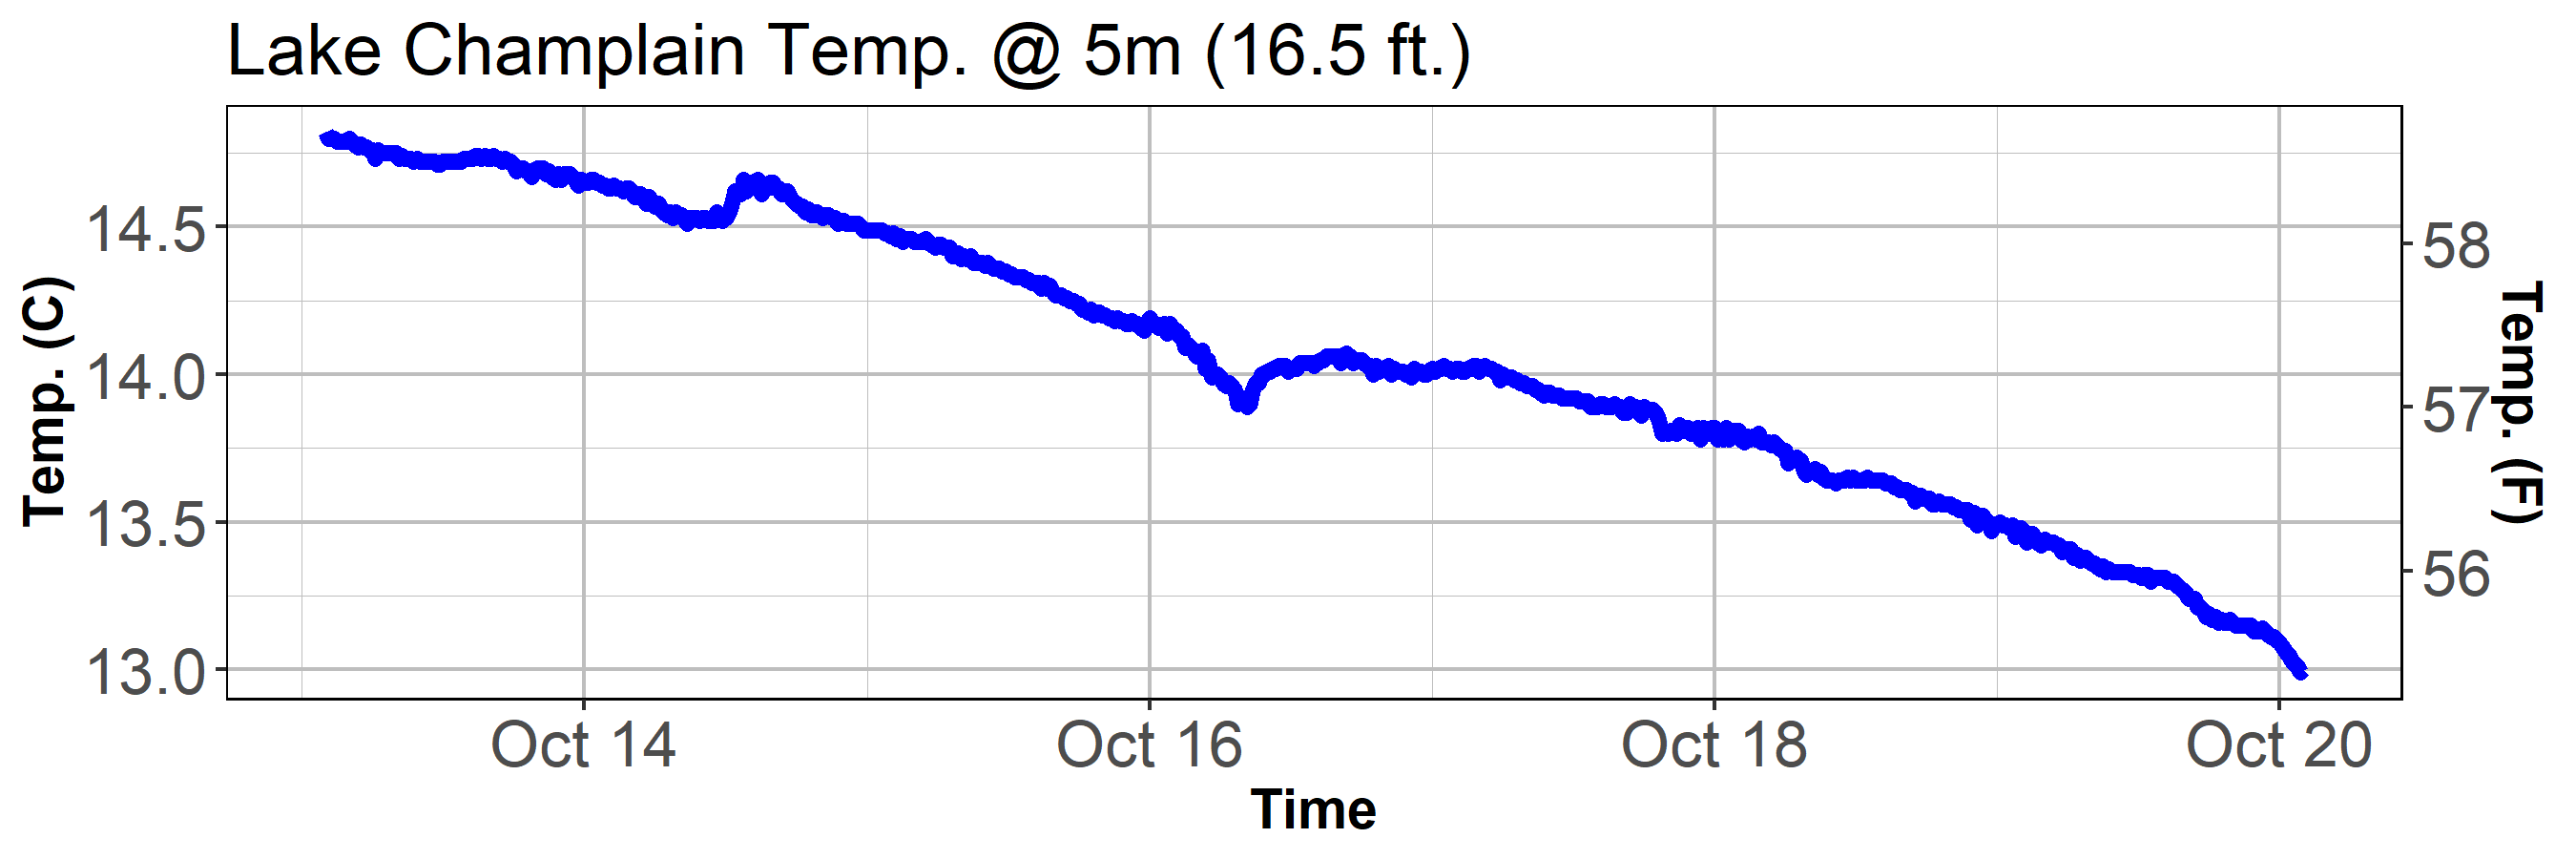 Lake Champlain Temp. @ 5m (16.5 ft.)
Temp. (C)
14.5
14.0
13.5
13.0
58
57
56
Temp. (F)
Oct 14
Oct 16
Oct 18
Oct 20
Time